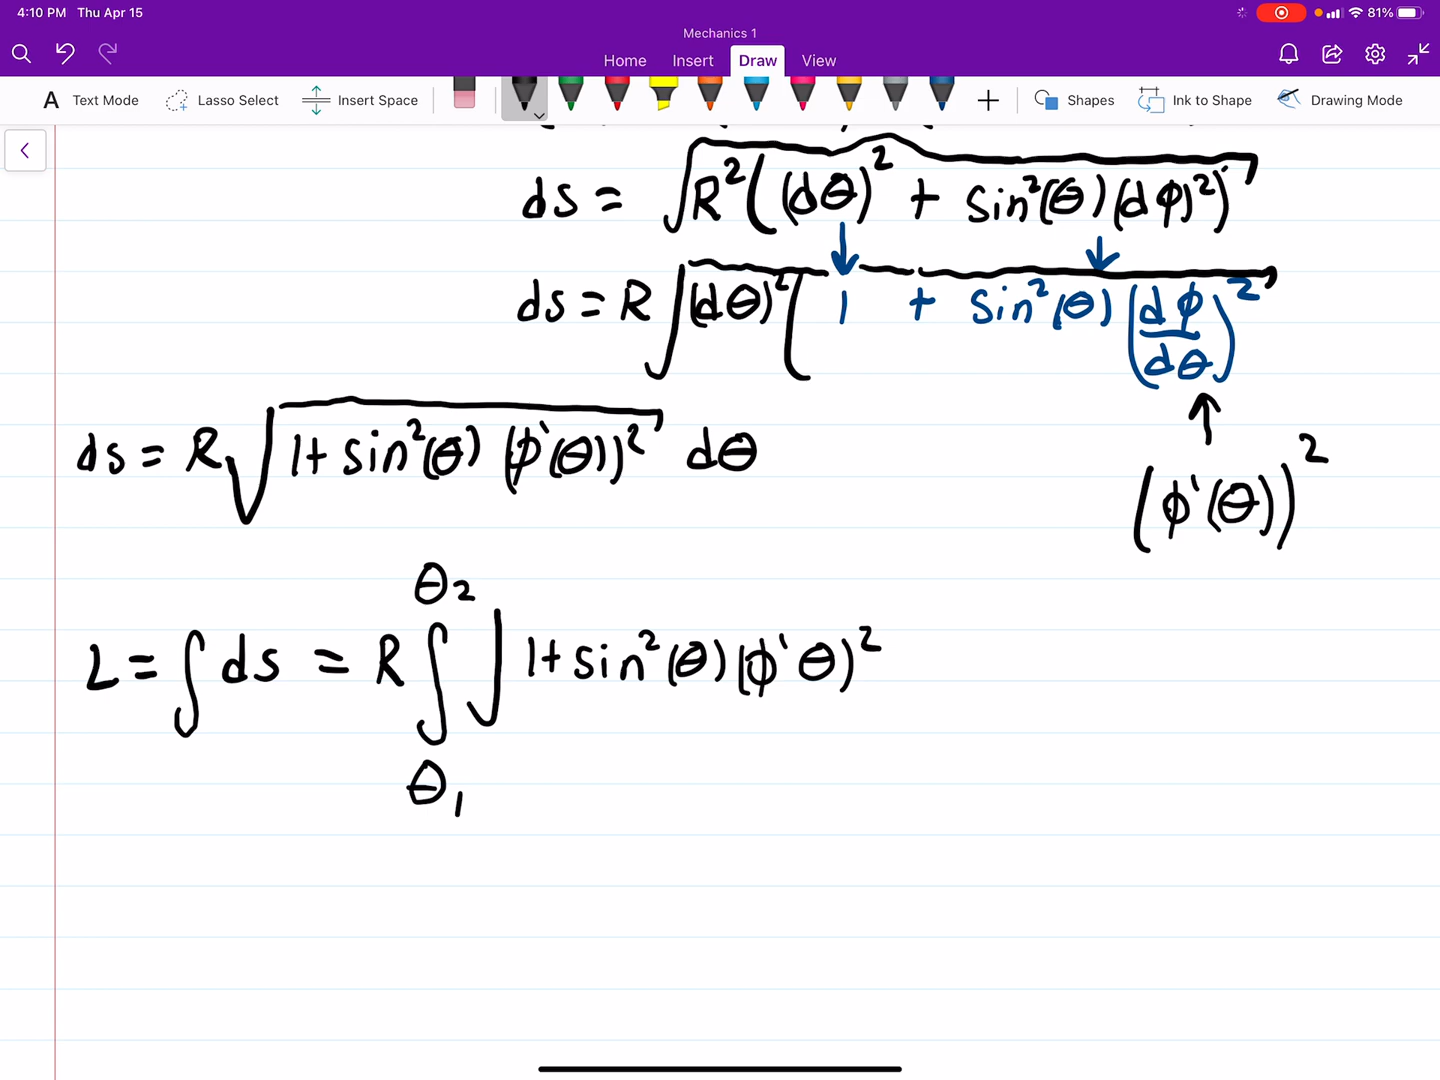 4:10 PM Thu Apr 15
81%
Mechanics 1
Home Insert Draw View
A Text Mode Lasso Select Insert Space Shapes Ink to Shape Drawing Mode
ds = √R²((dθ)² + sin²(θ)(dφ)²)
ds = R√(dθ)²(1 + sin²(θ)(dφ/dθ)²
ds = R√1+sin²(θ)(φ'(θ))² dθ
(φ'(θ))²
L = ∫ds = R∫θ₁θ₂ √1+sin²(θ)(φ'θ)²